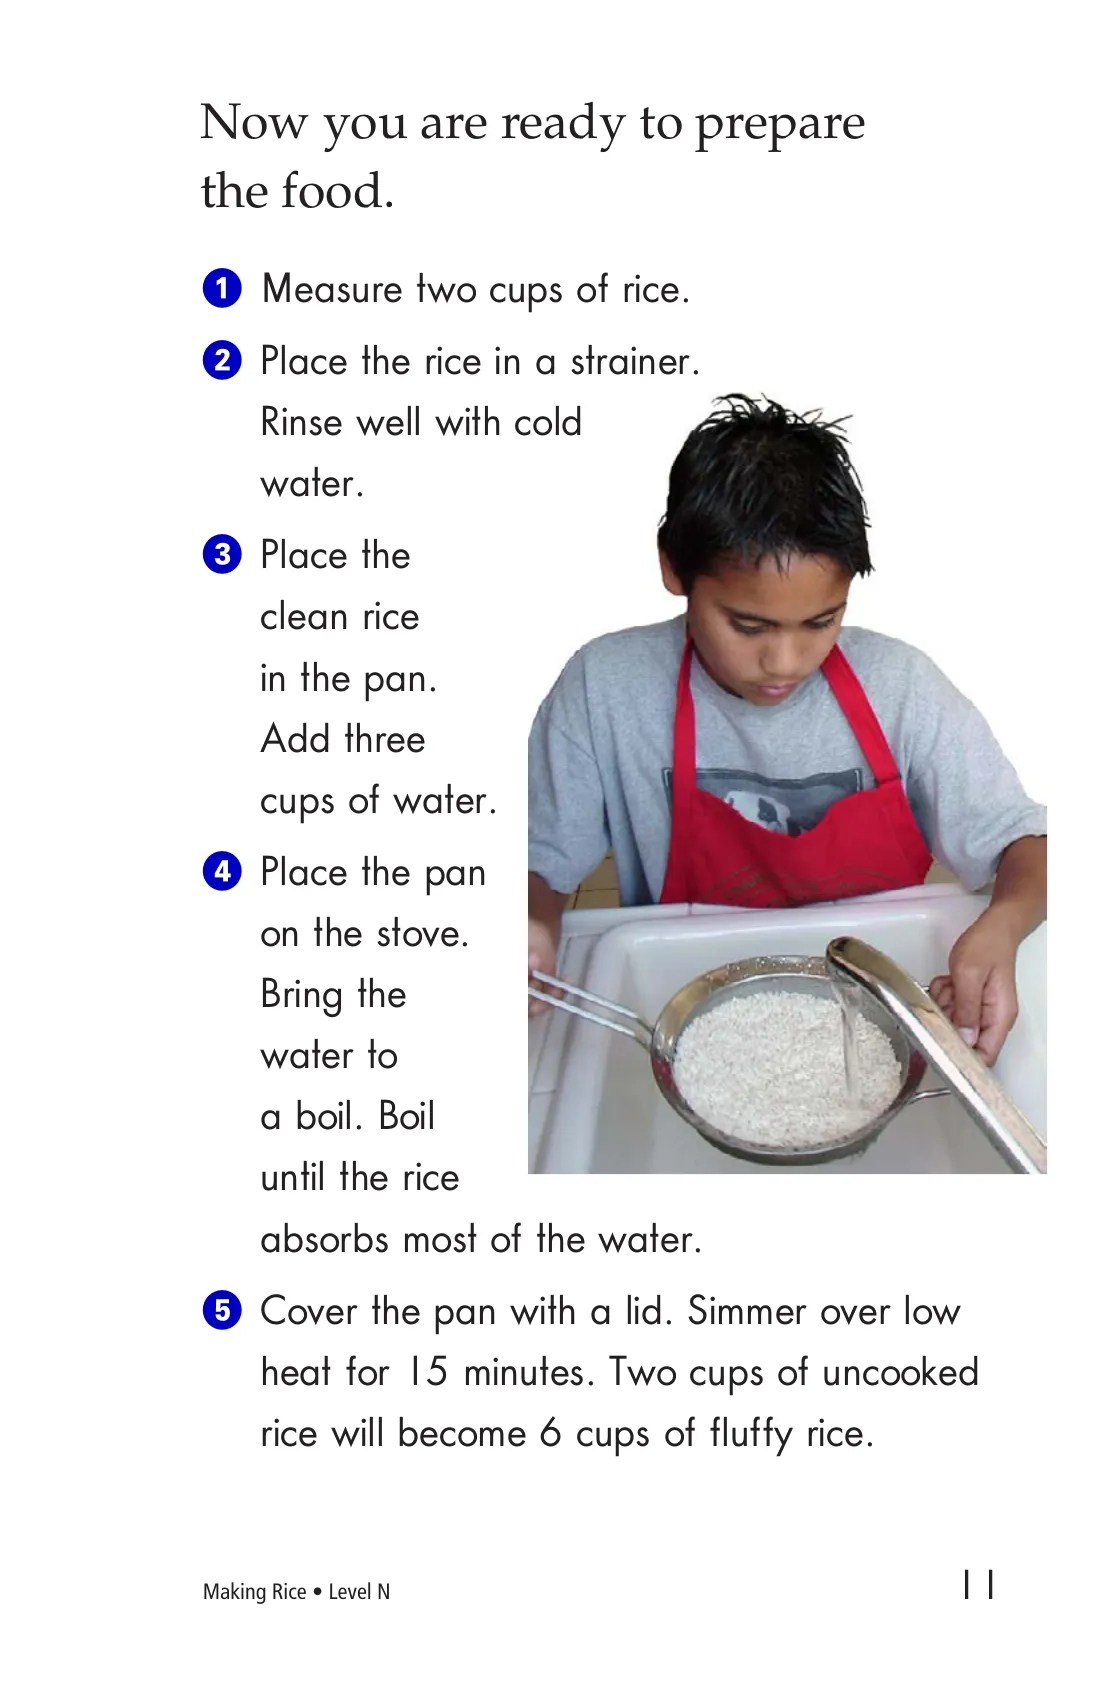 Now you are ready to prepare
the food.
1 Measure two cups of rice.
2 Place the rice in a strainer.
Rinse well with cold
water.
3 Place the
clean rice
in the pan.
Add three
cups of water.
4 Place the pan
on the stove.
Bring the
water to
a boil. Boil
until the rice
absorbs most of the water.
5 Cover the pan with a lid. Simmer over low
heat for 15 minutes. Two cups of uncooked
rice will become 6 cups of fluffy rice.
Making Rice • Level N
11